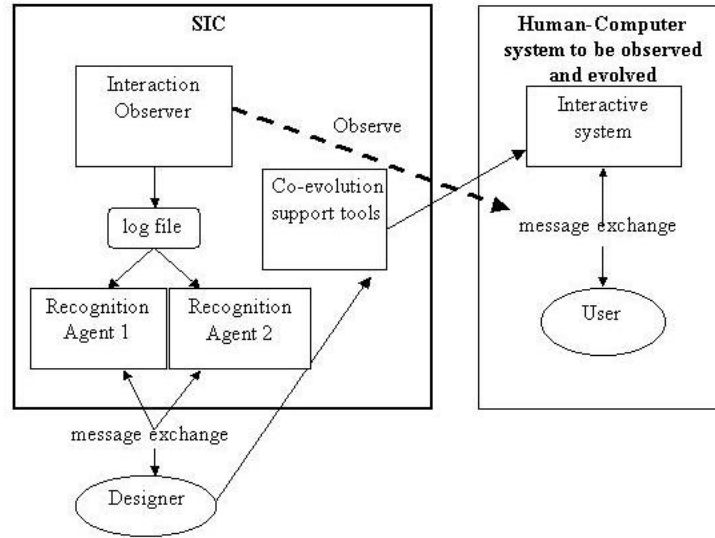 SIC
Interaction
Observer
Observe
log file
Co-evolution
support tools
Recognition
Agent 1
Recognition
Agent 2
message exchange
Designer
Human-Computer
system to be observed
and evolved
Interactive
system
message exchange
User